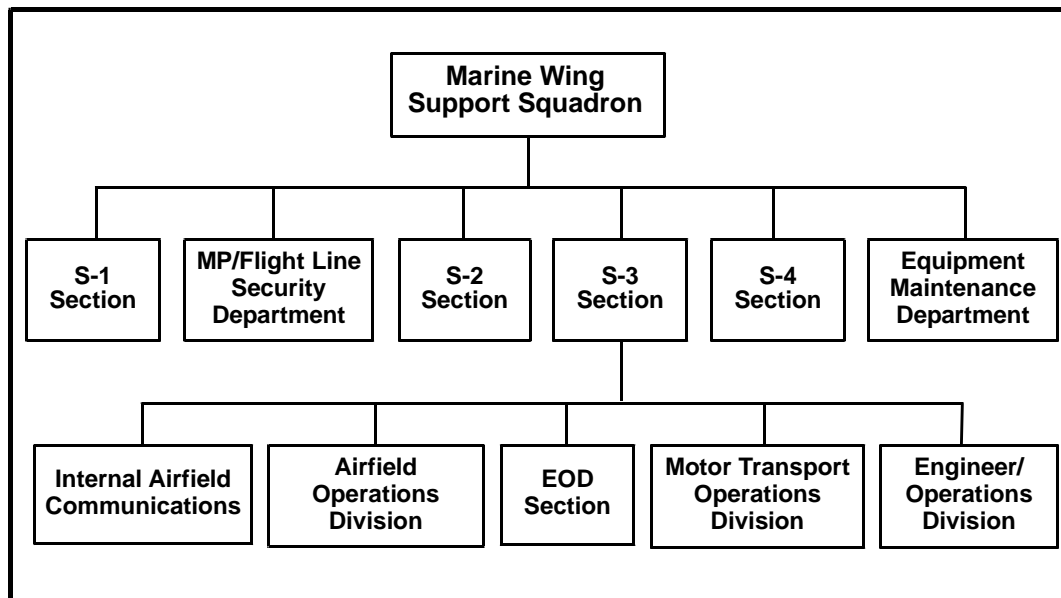 Marine Wing
Support Squadron
S-1
Section
MP/Flight Line
Security
Department
S-2
Section
S-3
Section
S-4
Section
Equipment
Maintenance
Department
Internal Airfield
Communications
Airfield
Operations
Division
EOD
Section
Motor Transport
Operations
Division
Engineer/
Operations
Division